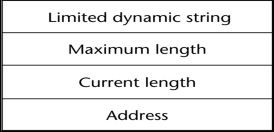 Limited dynamic string
Maximum length
Current length
Address